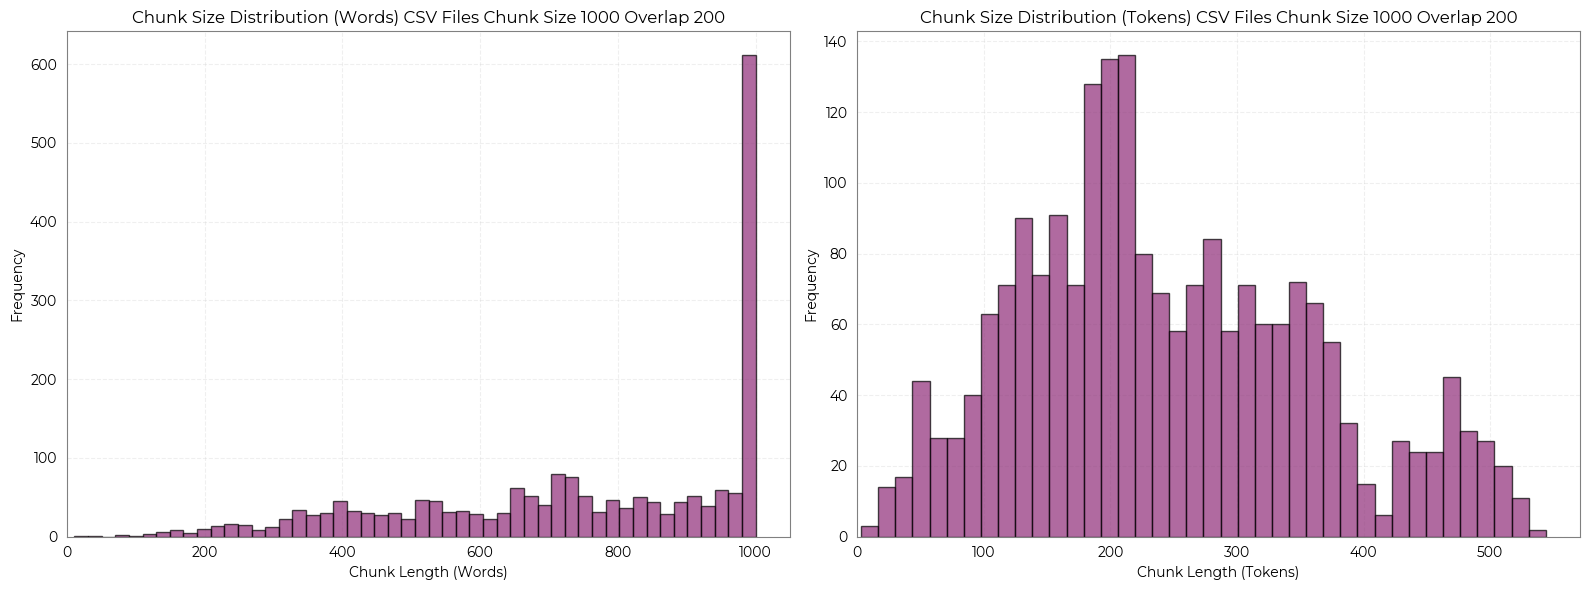 Chunk Size Distribution (Words) CSV Files Chunk Size 1000 Overlap 200
600
500
400
300
200
100
0
Frequency
0 200 400 600 800 1000
Chunk Length (Words)
Chunk Size Distribution (Tokens) CSV Files Chunk Size 1000 Overlap 200
140
120
100
80
60
40
20
0
Frequency
0 100 200 300 400 500
Chunk Length (Tokens)